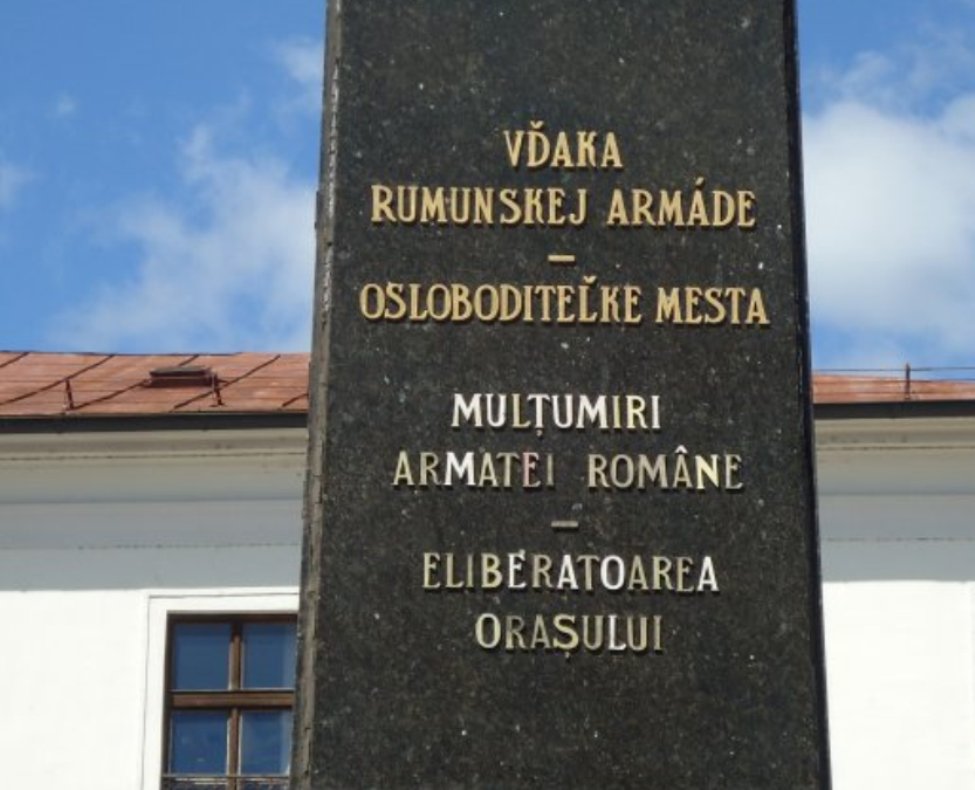 VĎAKA
RUMUNSKEJ ARMÁDE
–
OSLOBODITEĽKE MESTA
MULȚUMIRI
ARMATEI ROMÂNE
–
ELIBERATOAREA
ORAȘULUI